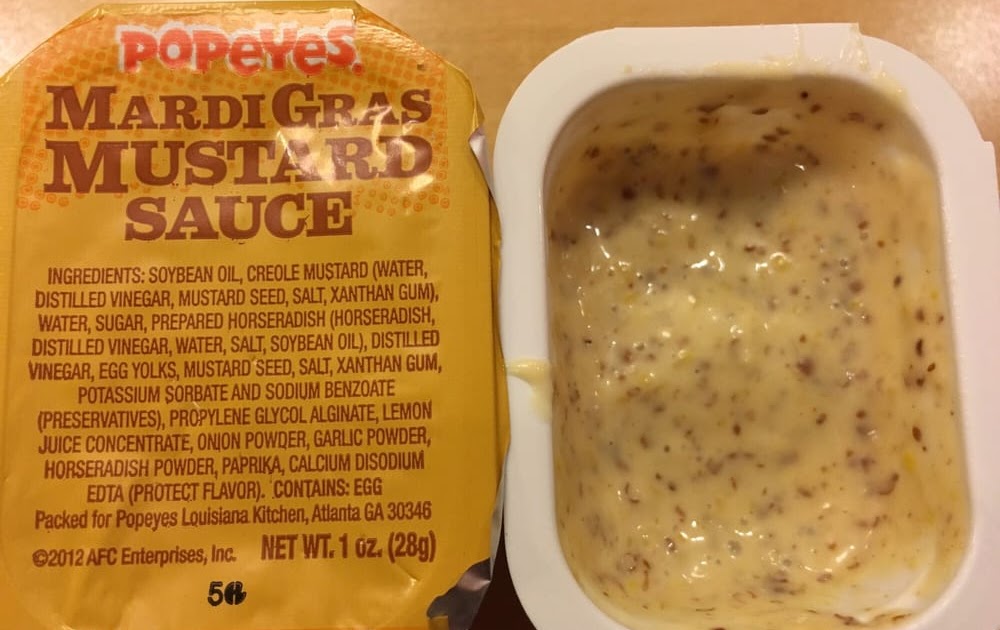 POPEYES
MARDI GRAS
MUSTARD
SAUCE
INGREDIENTS: SOYBEAN OIL, CREOLE MUSTARD (WATER,
DISTILLED VINEGAR, MUSTARD SEED, SALT, XANTHAN GUM),
WATER, SUGAR, PREPARED HORSERADISH (HORSERADISH,
DISTILLED VINEGAR, WATER, SALT, SOYBEAN OIL), DISTILLED
VINEGAR, EGG YOLKS, MUSTARD SEED, SALT, XANTHAN GUM,
POTASSIUM SORBATE AND SODIUM BENZOATE
(PRESERVATIVES), PROPYLENE GLYCOL ALGINATE, LEMON
JUICE CONCENTRATE, ONION POWDER, GARLIC POWDER,
HORSERADISH POWDER, PAPRIKA, CALCIUM DISODIUM
EDTA (PROTECT FLAVOR). CONTAINS: EGG
Packed for Popeyes Louisiana Kitchen, Atlanta GA 30346
©2012 AFC Enterprises, Inc. NET WT. 1 oz. (28g)